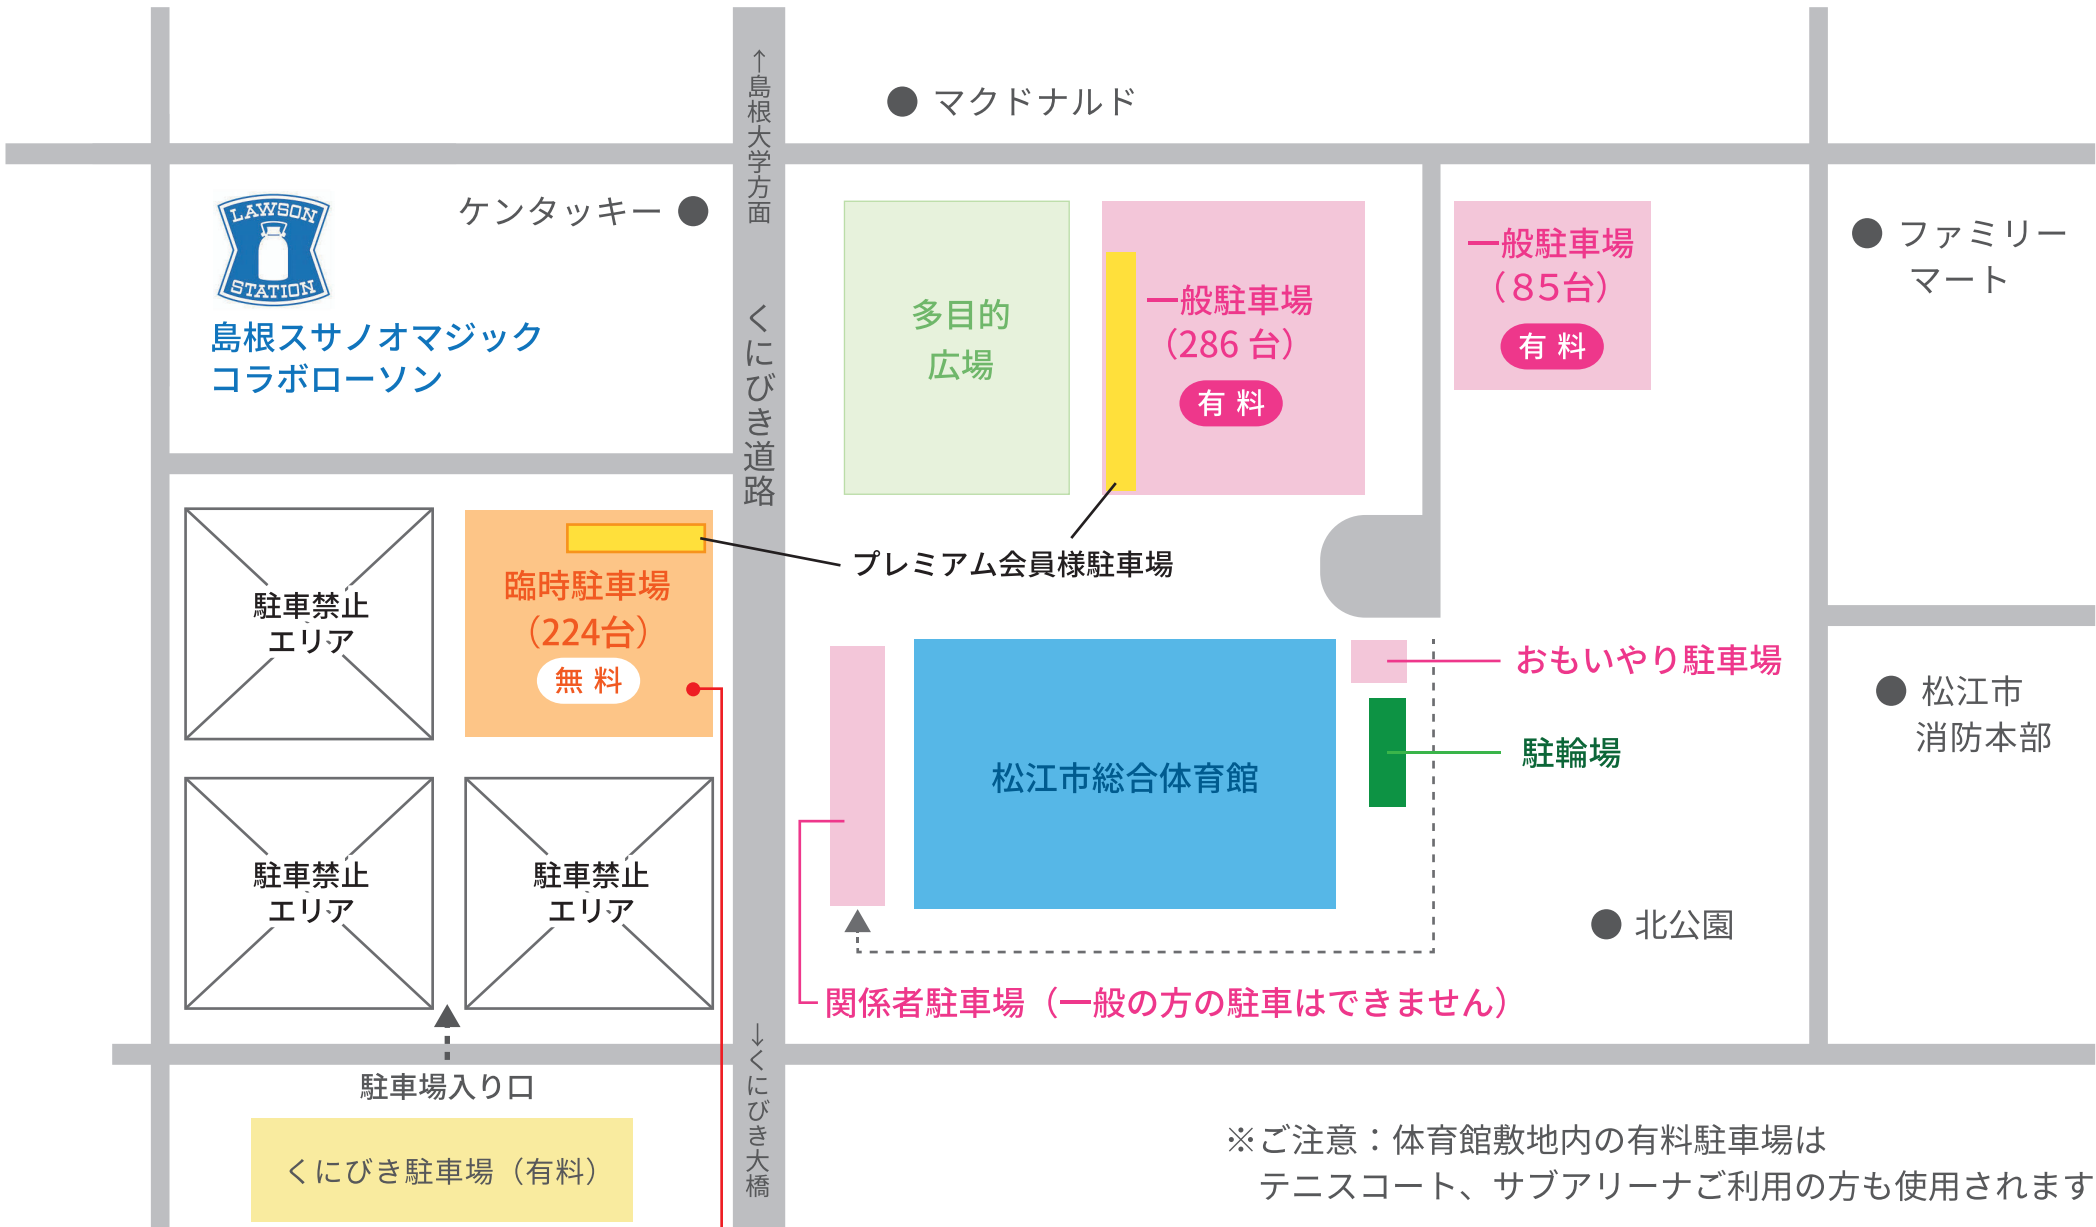 ↑島根大学方面
マクドナルド
ケンタッキー
LAWSON
STATION
島根スサノオマジック
コラボローソン
くにびき道路
多目的
広場
一般駐車場
（286 台）
有 料
一般駐車場
（85台）
有 料
ファミリー
マート
プレミアム会員様駐車場
駐車禁止
エリア
臨時駐車場
（224台）
無 料
おもいやり駐車場
松江市
消防本部
駐輪場
松江市総合体育館
駐車禁止
エリア
駐車禁止
エリア
北公園
関係者駐車場（一般の方の駐車はできません）
駐車場入り口
↓くにびき大橋
くにびき駐車場（有料）
※ご注意：体育館敷地内の有料駐車場は
テニスコート、サブアリーナご利用の方も使用されます